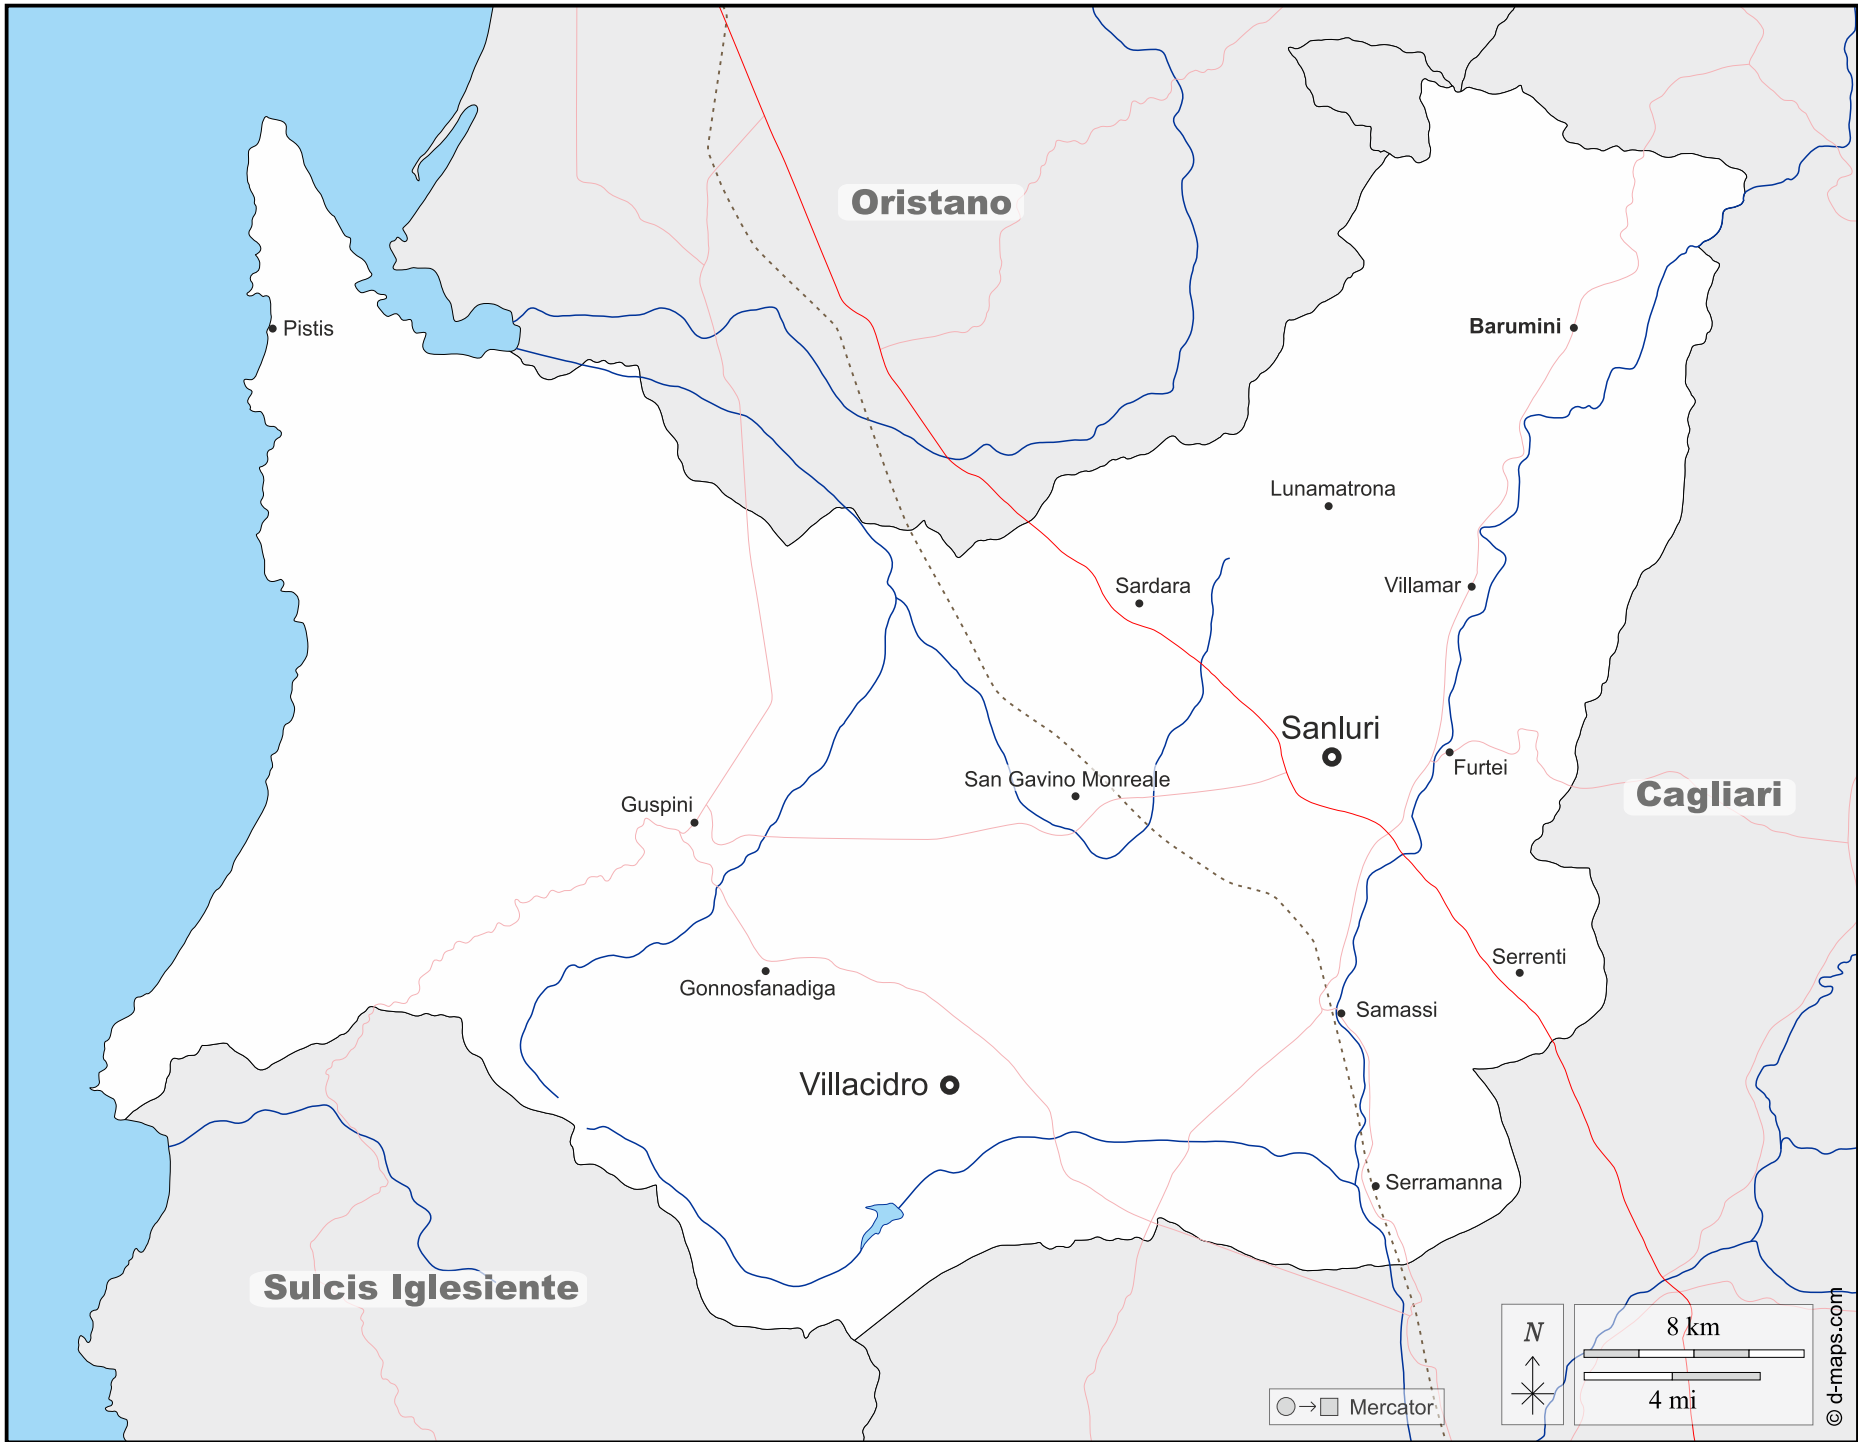 Oristano
Pistis
Barumini
Lunamatrona
Sardara
Villamar
Sanluri
Furtei
San Gavino Monreale
Guspini
Cagliari
Serrenti
Gonnosfanadiga
Samassi
Villacidro
Serramanna
Sulcis Iglesiente
N
8 km
4 mi
Mercator
© d-maps.com